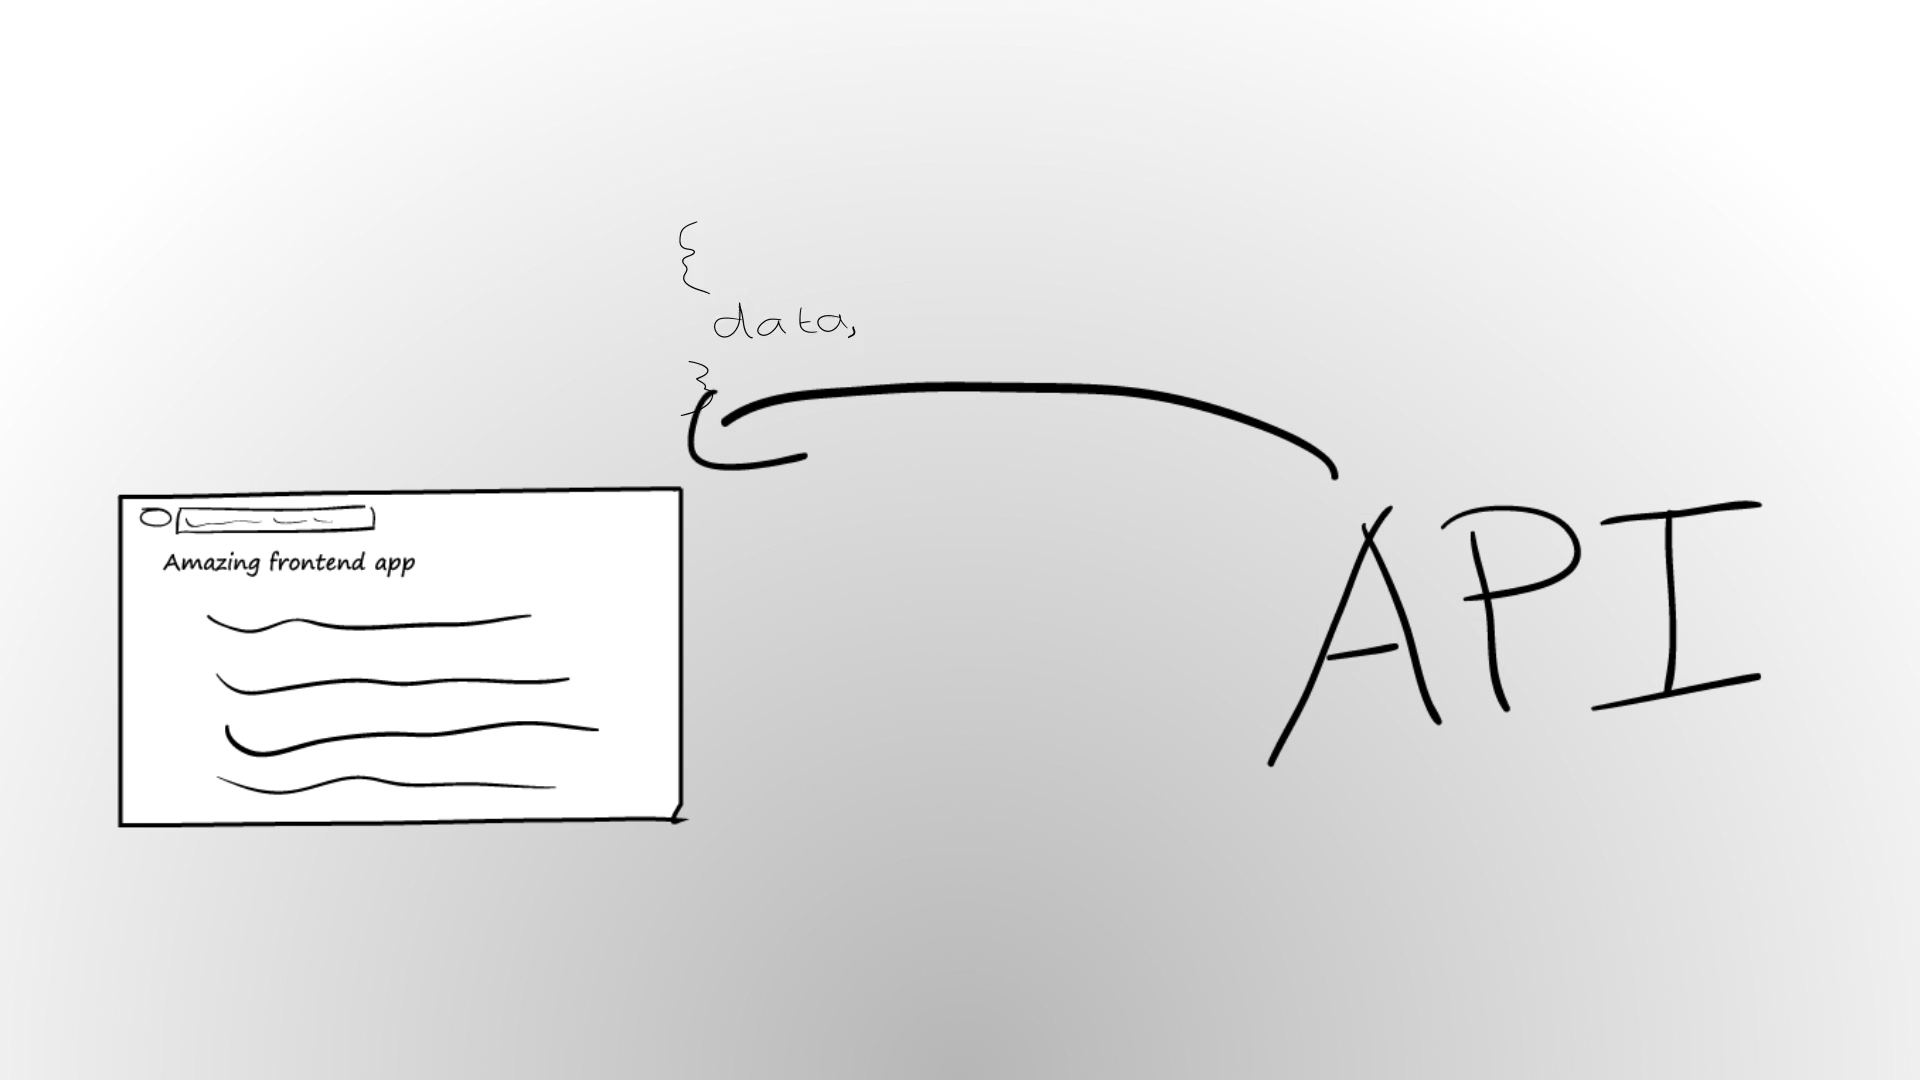 {
data,
}
Amazing frontend app
API